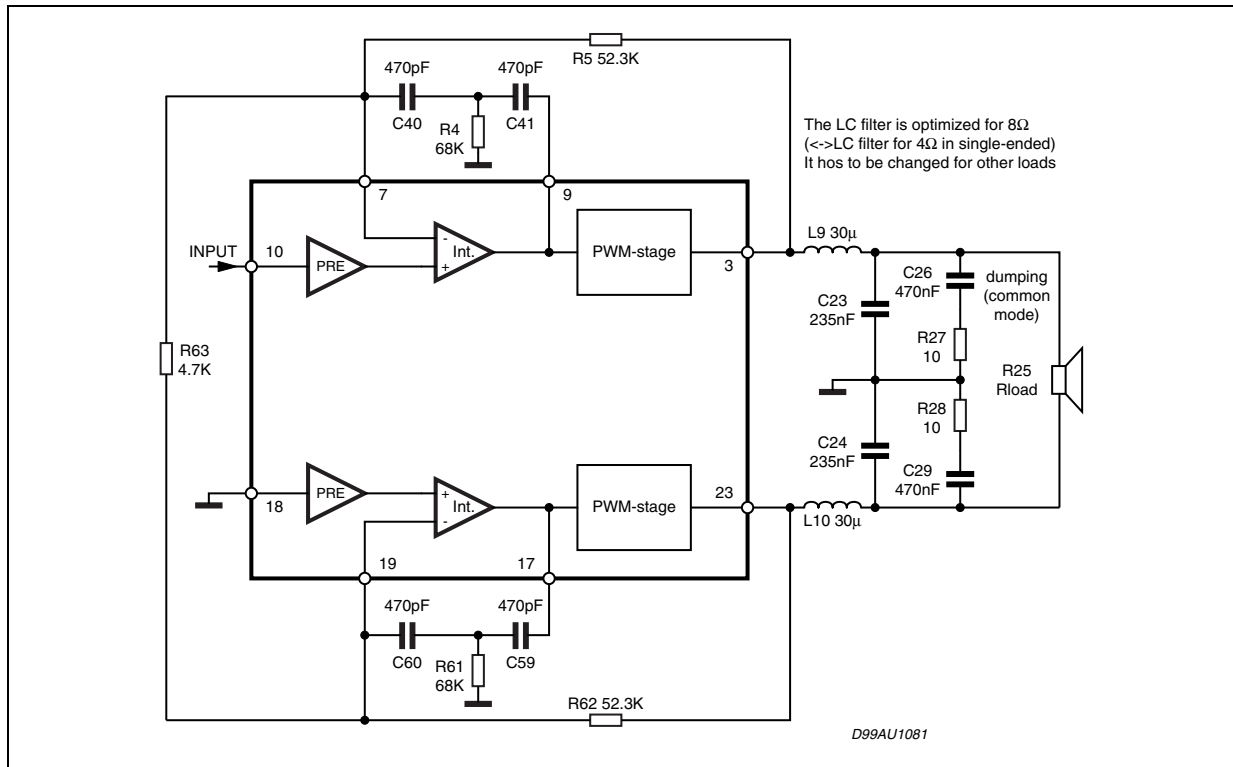 R5 52.3K
470pF
470pF
C40
R4
68K
C41
The LC filter is optimized for 8Ω
(<->LC filter for 4Ω in single-ended)
It hos to be changed for other loads
7
9
INPUT
10
PRE
-
+
Int.
PWM-stage
3
L9 30µ
C23
235nF
C26
470nF
dumping
(common
mode)
R27
10
R63
4.7K
R25
Rload
R28
10
C24
235nF
C29
470nF
18
PRE
+
-
Int.
PWM-stage
23
L10 30µ
19
17
470pF
470pF
C60
R61
68K
C59
R62 52.3K
D99AU1081